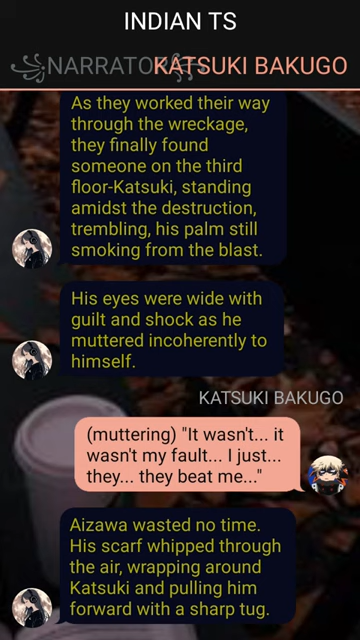 INDIAN TS
NARRATOR KATSUKI BAKUGO
As they worked their way
through the wreckage,
they finally found
someone on the third
floor-Katsuki, standing
amidst the destruction,
trembling, his palm still
smoking from the blast.
His eyes were wide with
guilt and shock as he
muttered incoherently to
himself.
KATSUKI BAKUGO
(muttering) "It wasn't... it
wasn't my fault... I just...
they... they beat me..."
Aizawa wasted no time.
His scarf whipped through
the air, wrapping around
Katsuki and pulling him
forward with a sharp tug.